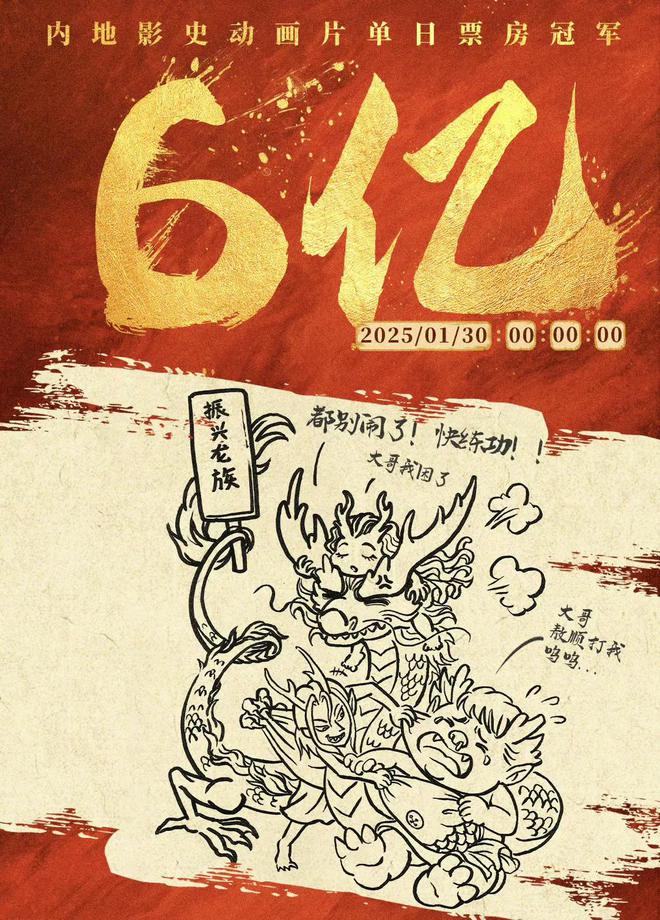 内地影史动画片单日票房冠军
6亿
2025/01/30:00:00:00
振兴龙族
都别闹了！快练功！！
大哥我困了
大哥
敖顺打我
呜呜...